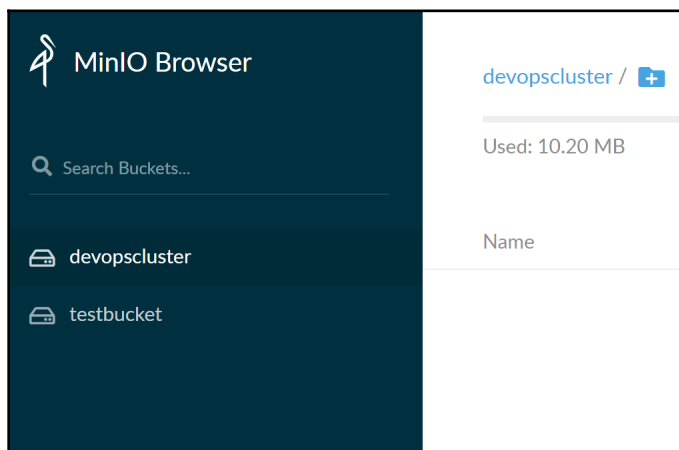 MinIO Browser
Search Buckets...
devopscluster
testbucket
devopscluster /
Used: 10.20 MB
Name